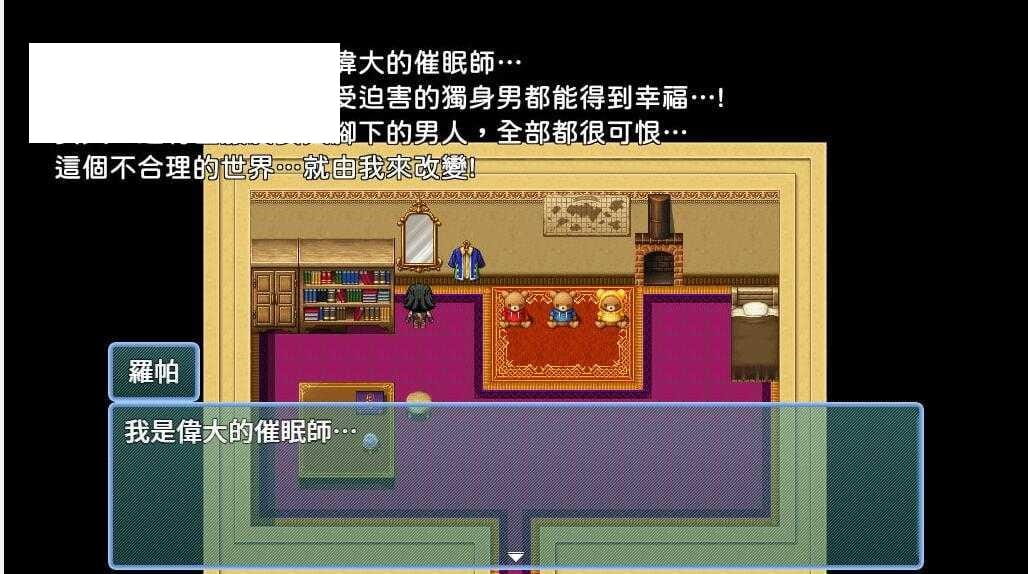 偉大的催眠師…
受迫害的獨身男都能得到幸福…!
腳下的男人，全部都很可恨…
這個不合理的世界…就由我來改變!
羅帕
我是偉大的催眠師…